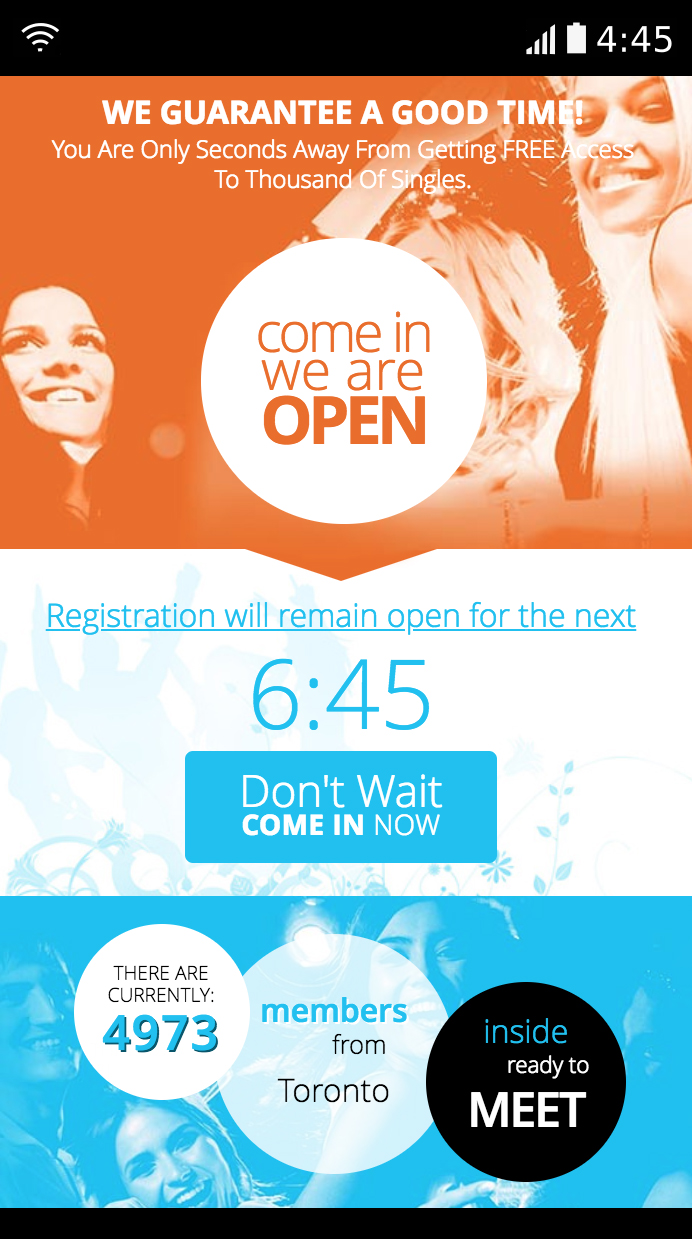 4:45
WE GUARANTEE A GOOD TIME!
You Are Only Seconds Away From Getting FREE Access
To Thousand Of Singles.
come in
we are
OPEN
Registration will remain open for the next
6:45
Don't Wait
COME IN NOW
THERE ARE
CURRENTLY:
4973
members
from
Toronto
inside
ready to
MEET